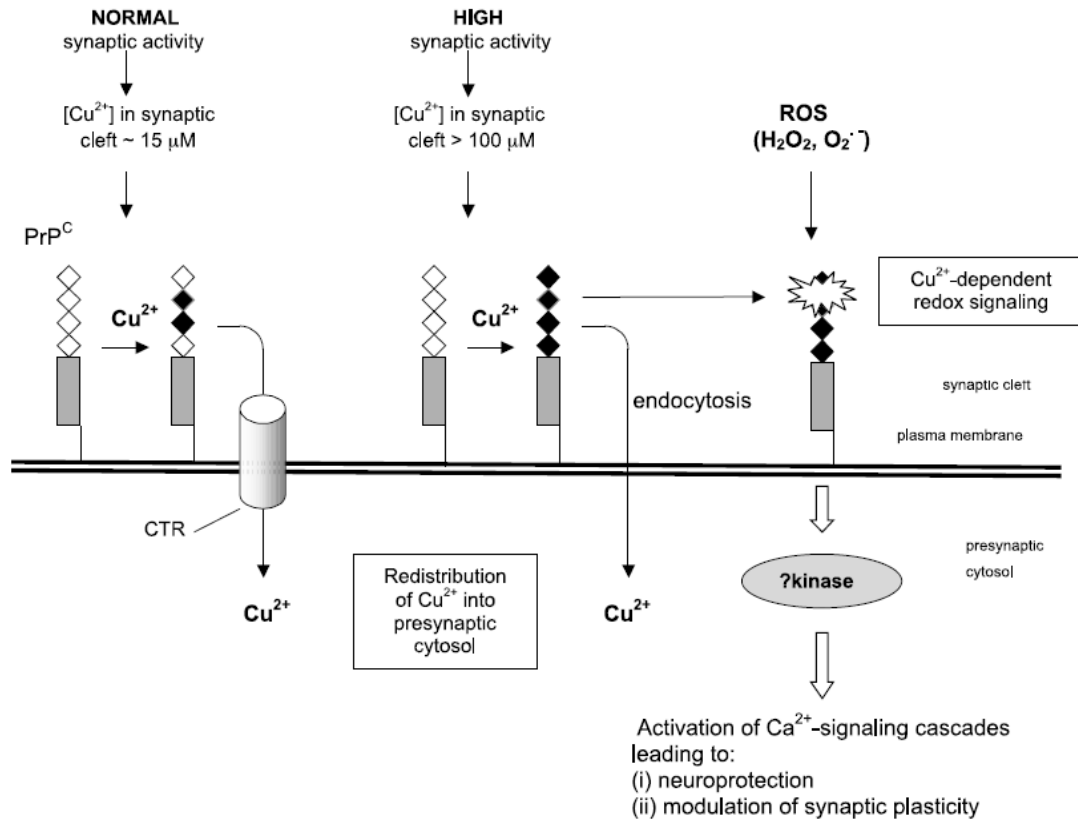 NORMAL
synaptic activity
[Cu²⁺] in synaptic
cleft ~ 15 μM
PrPᶜ
Cu²⁺
CTR
Cu²⁺
HIGH
synaptic activity
[Cu²⁺] in synaptic
cleft > 100 μM
Cu²⁺
endocytosis
Cu²⁺
Redistribution
of Cu²⁺ into
presynaptic
cytosol
ROS
(H₂O₂, O₂·⁻)
Cu²⁺-dependent
redox signaling
synaptic cleft
plasma membrane
presynaptic
cytosol
?kinase
Activation of Ca²⁺-signaling cascades
leading to:
(i) neuroprotection
(ii) modulation of synaptic plasticity